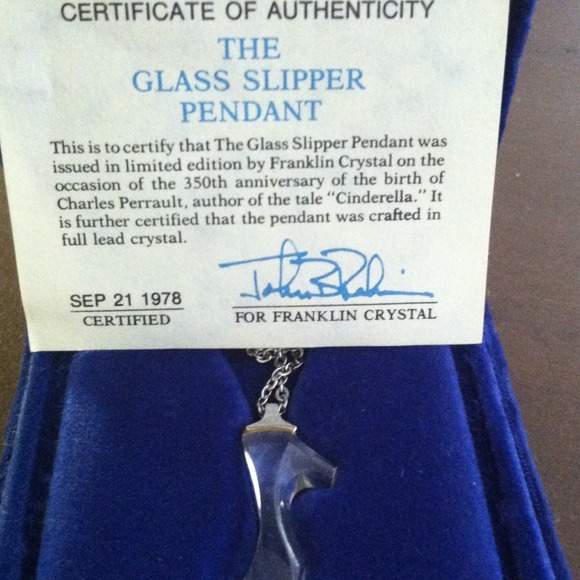 CERTIFICATE OF AUTHENTICITY
THE
GLASS SLIPPER
PENDANT
This is to certify that The Glass Slipper Pendant was
issued in limited edition by Franklin Crystal on the
occasion of the 350th anniversary of the birth of
Charles Perrault, author of the tale "Cinderella." It
is further certified that the pendant was crafted in
full lead crystal.
SEP 21 1978
CERTIFIED
FOR FRANKLIN CRYSTAL